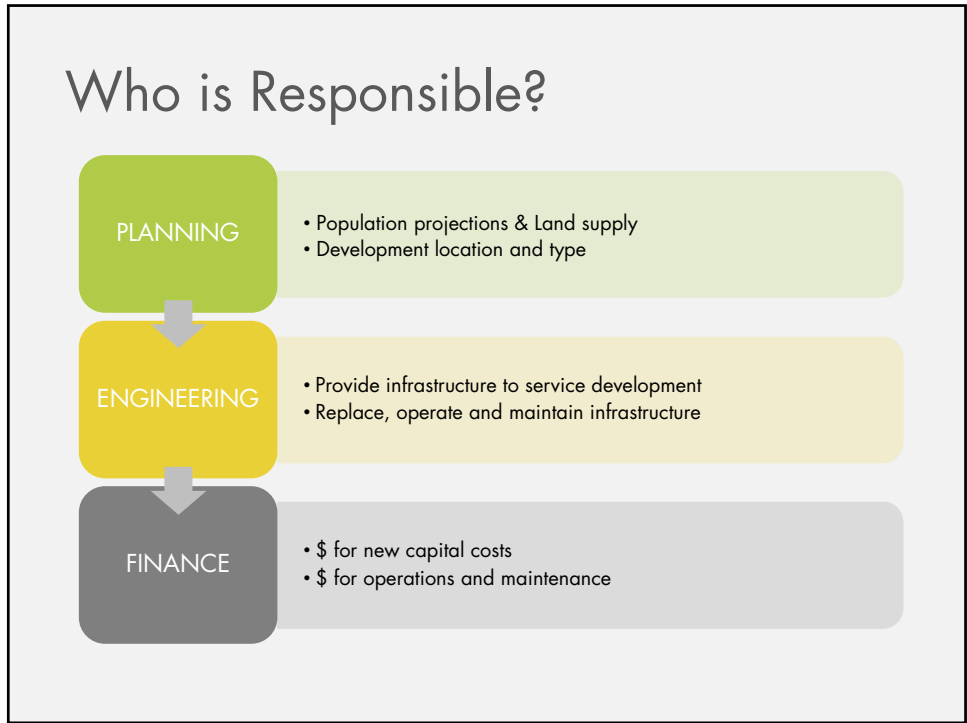 Who is Responsible?
PLANNING
• Population projections & Land supply
• Development location and type
ENGINEERING
• Provide infrastructure to service development
• Replace, operate and maintain infrastructure
FINANCE
• $ for new capital costs
• $ for operations and maintenance